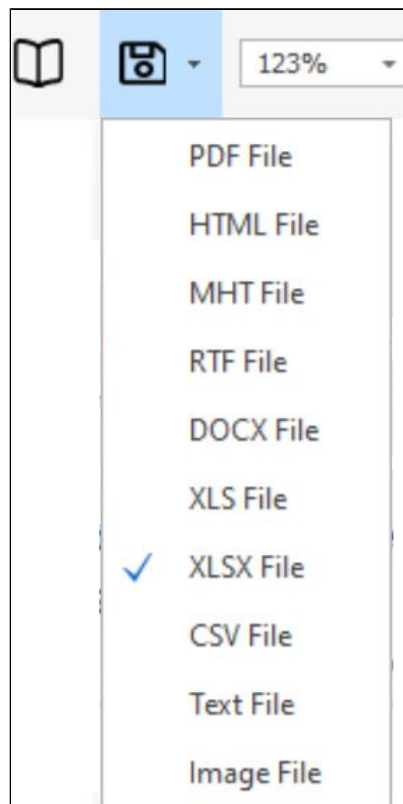 123%
PDF File
HTML File
MHT File
RTF File
DOCX File
XLS File
XLSX File
CSV File
Text File
Image File